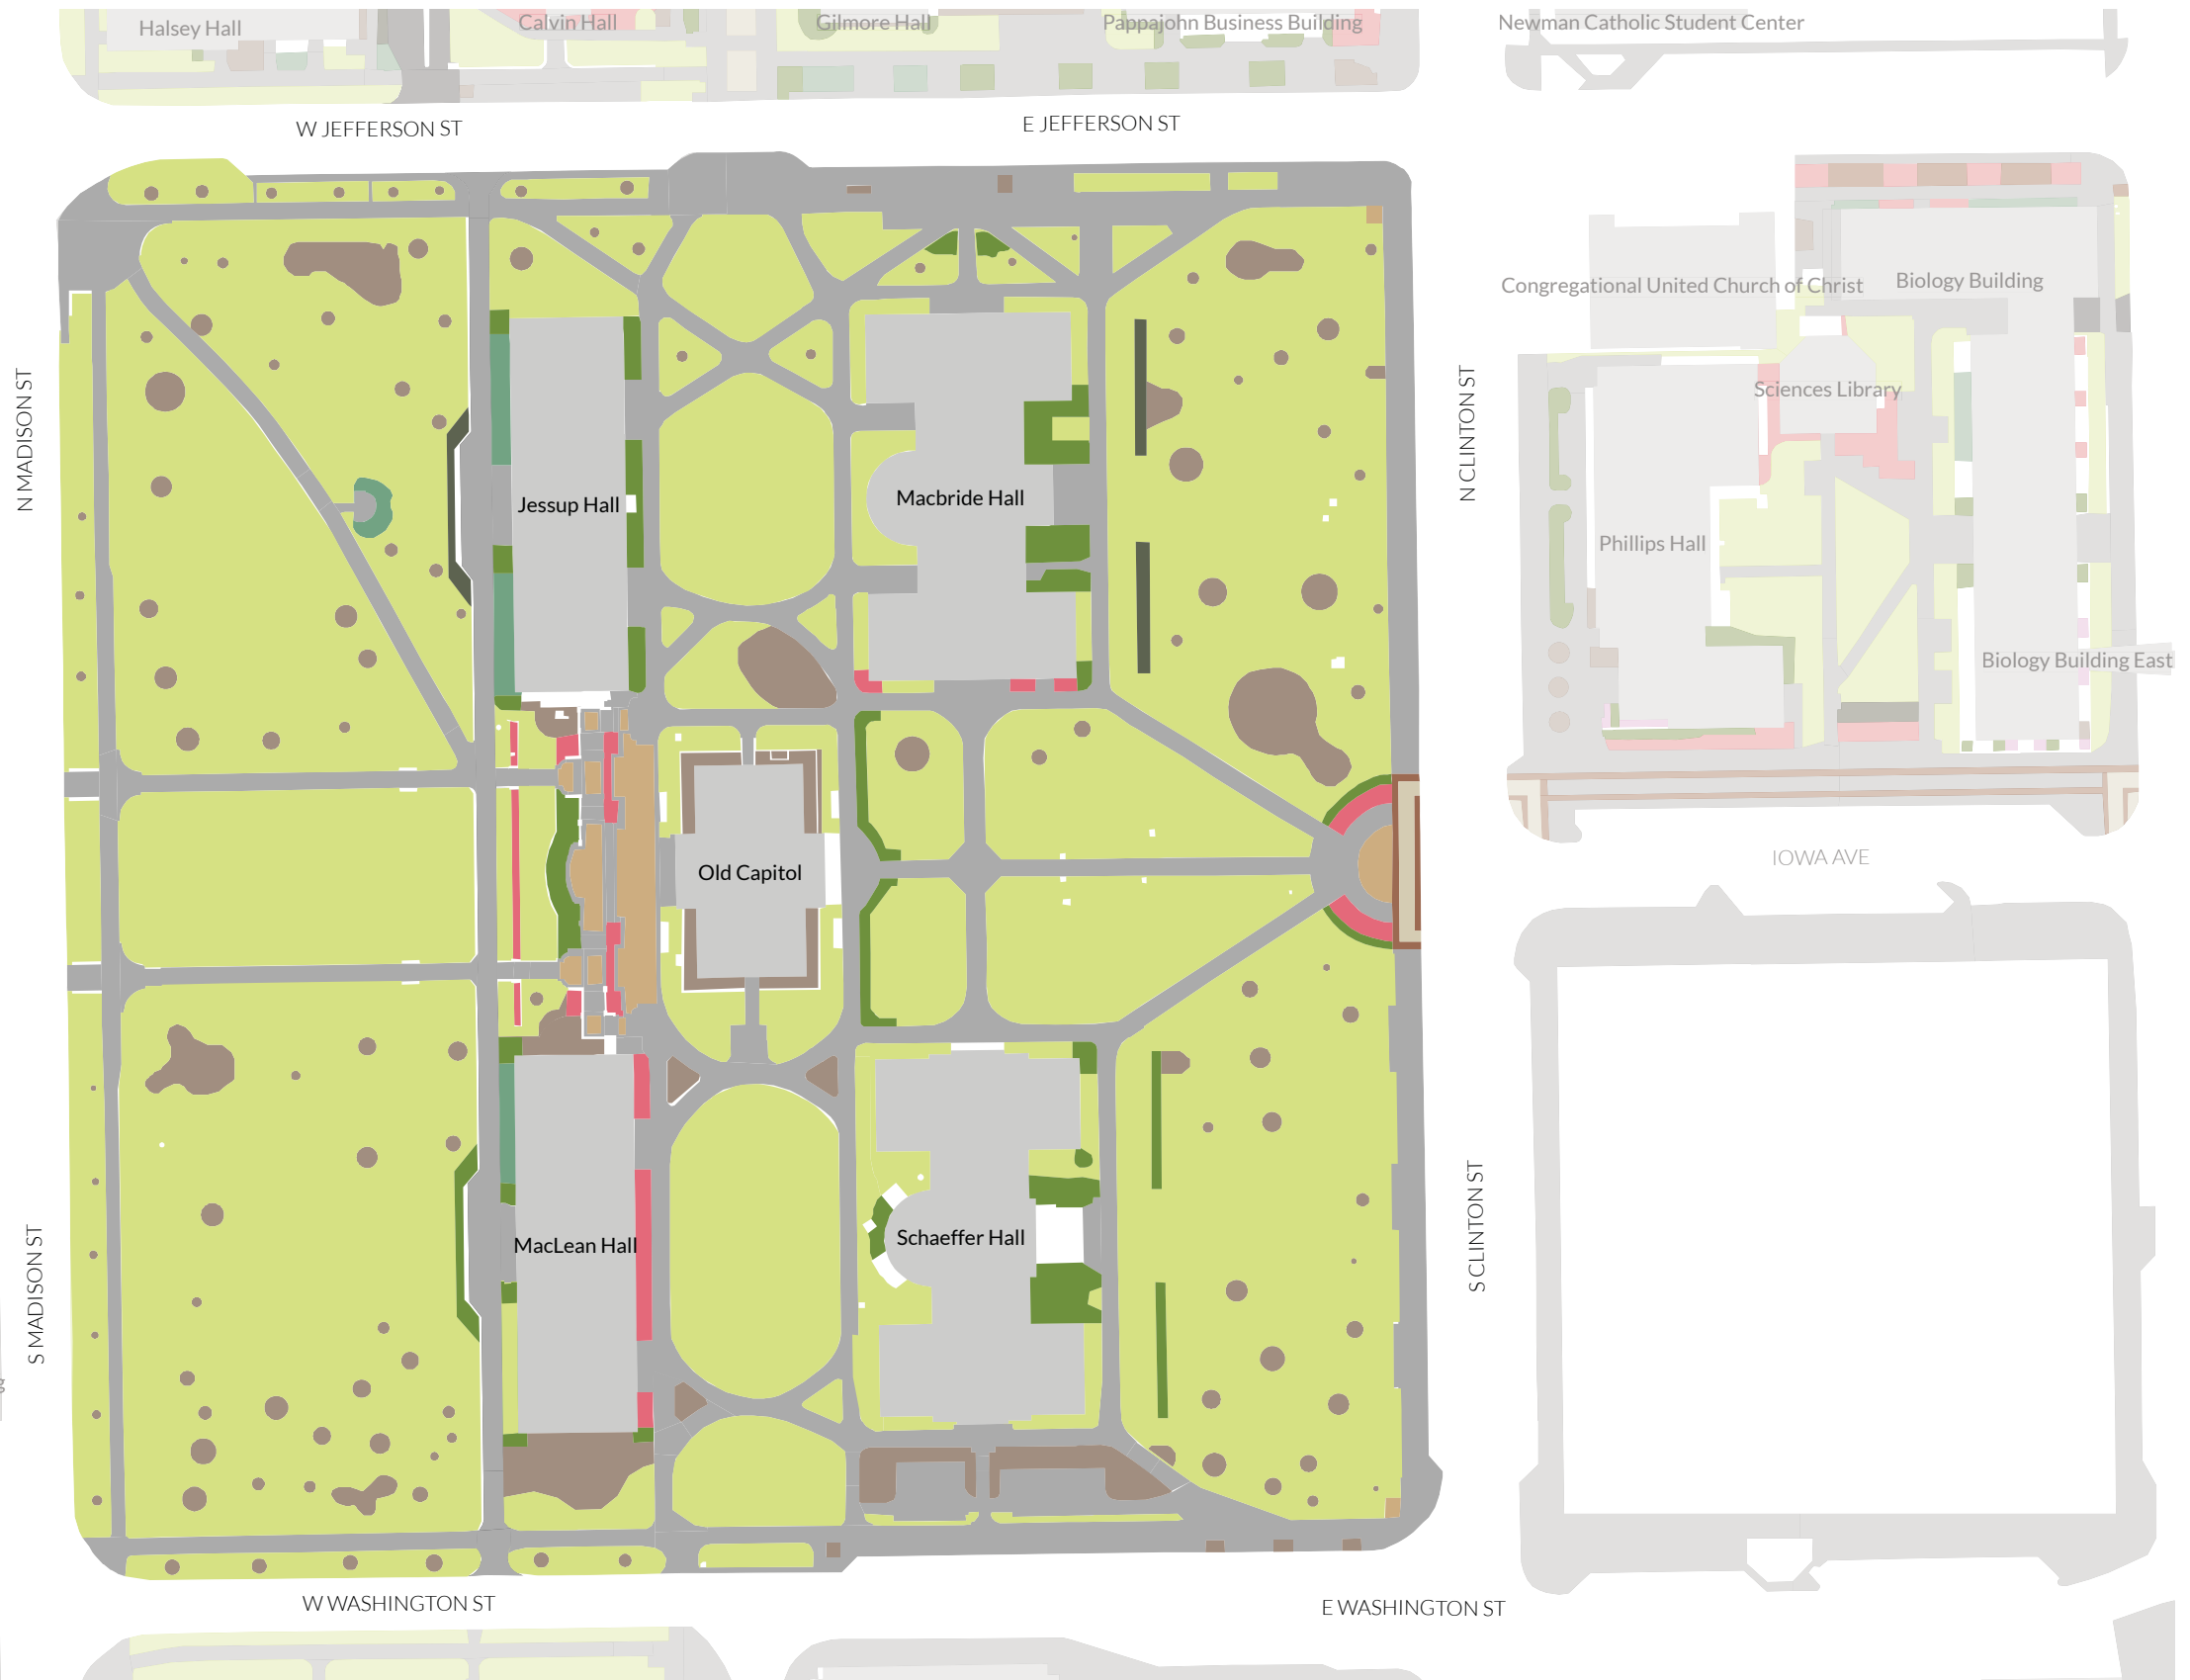 Halsey Hall
Calvin Hall
Gilmore Hall
Pappajohn Business Building
Newman Catholic Student Center
W JEFFERSON ST
E JEFFERSON ST
Congregational United Church of Christ
Biology Building
N MADISON ST
N CLINTON ST
Sciences Library
Jessup Hall
Macbride Hall
Phillips Hall
Biology Building East
Old Capitol
IOWA AVE
S MADISON ST
S CLINTON ST
MacLean Hall
Schaeffer Hall
W WASHINGTON ST
E WASHINGTON ST